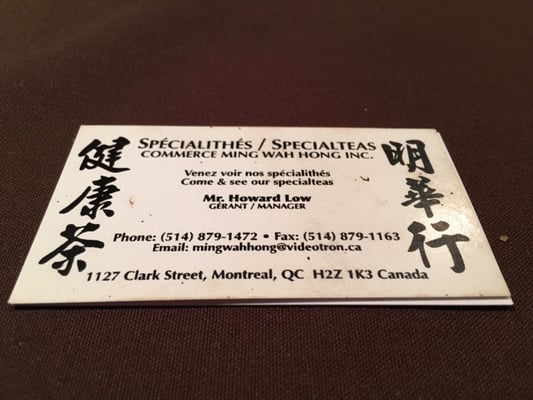 健康茶
SPÉCIALITHÉS / SPECIALTEAS
COMMERCE MING WAH HONG INC.
Venez voir nos spécialithés
Come & see our specialteas
Mr. Howard Low
GÉRANT / MANAGER
Phone: (514) 879-1472 • Fax: (514) 879-1163
Email: mingwahhong@videotron.ca
1127 Clark Street, Montreal, QC H2Z 1K3 Canada
明華行